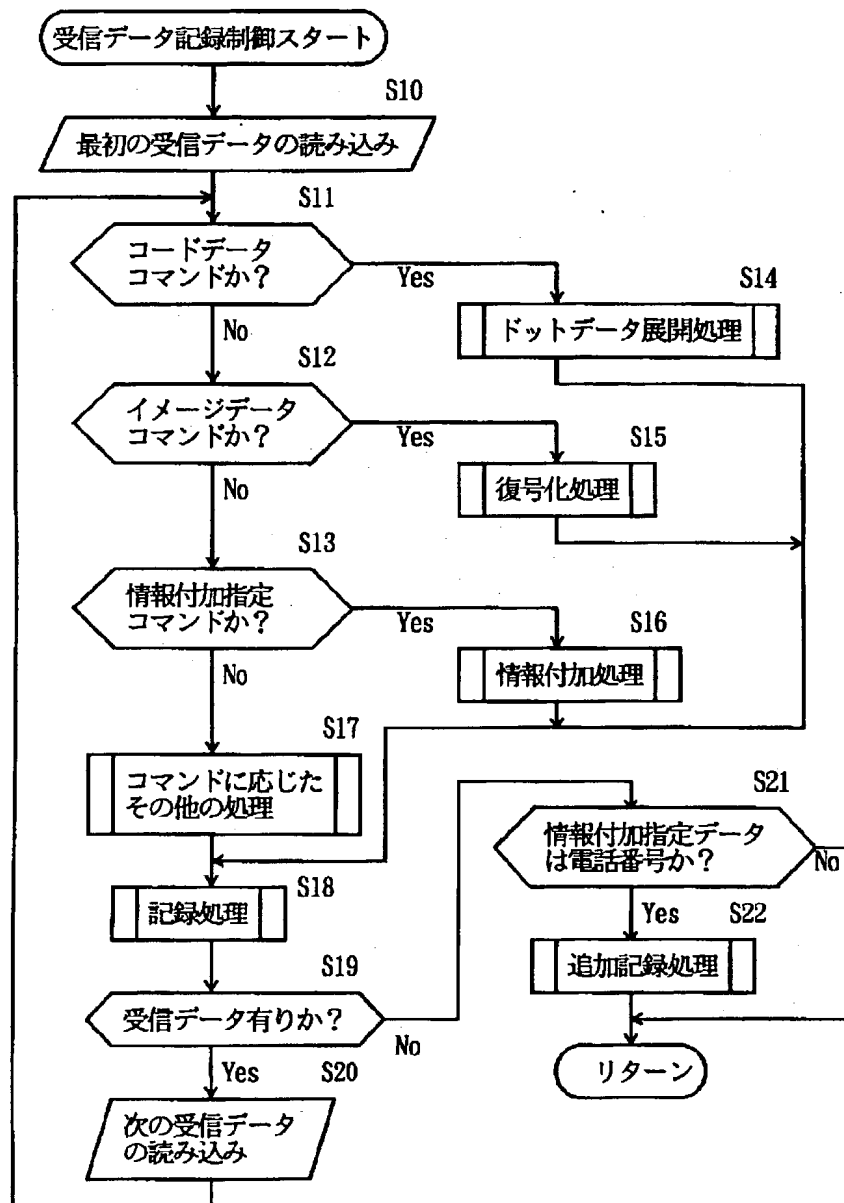 受信データ記録制御スタート
S10
最初の受信データの読み込み
S11
コードデータ
コマンドか?
Yes
No
S14
ドットデータ展開処理
S12
イメージデータ
コマンドか?
Yes
No
S15
復号化処理
S13
情報付加指定
コマンドか?
Yes
No
S16
情報付加処理
S17
コマンドに応じた
その他の処理
S18
記録処理
S19
受信データ有りか?
No
Yes
S20
次の受信データ
の読み込み
S21
情報付加指定データ
は電話番号か?
No
Yes
S22
追加記録処理
リターン